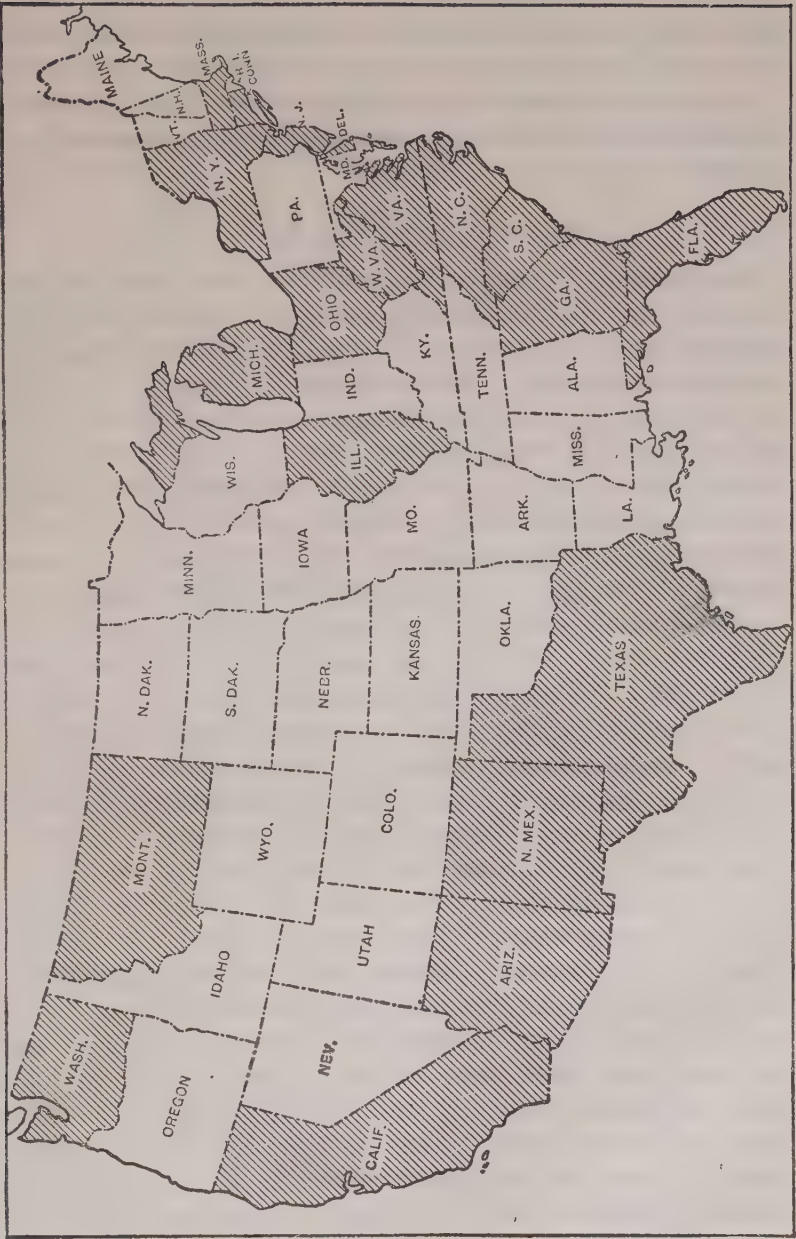 WASH.
OREGON
CALIF.
NEV.
IDAHO
MONT.
WYO.
UTAH
ARIZ.
COLO.
N. MEX.
N. DAK.
S. DAK.
NEBR.
KANSAS.
OKLA.
TEXAS
MINN.
IOWA
MO.
ARK.
LA.
WIS.
ILL.
MISS.
MICH.
IND.
KY.
TENN.
ALA.
OHIO
W. VA.
VA.
N. C.
S. C.
GA.
FLA.
PA.
N. Y.
MD.
DEL.
N. J.
CONN
R. I.
MASS.
VT.
N.H.
MAINE